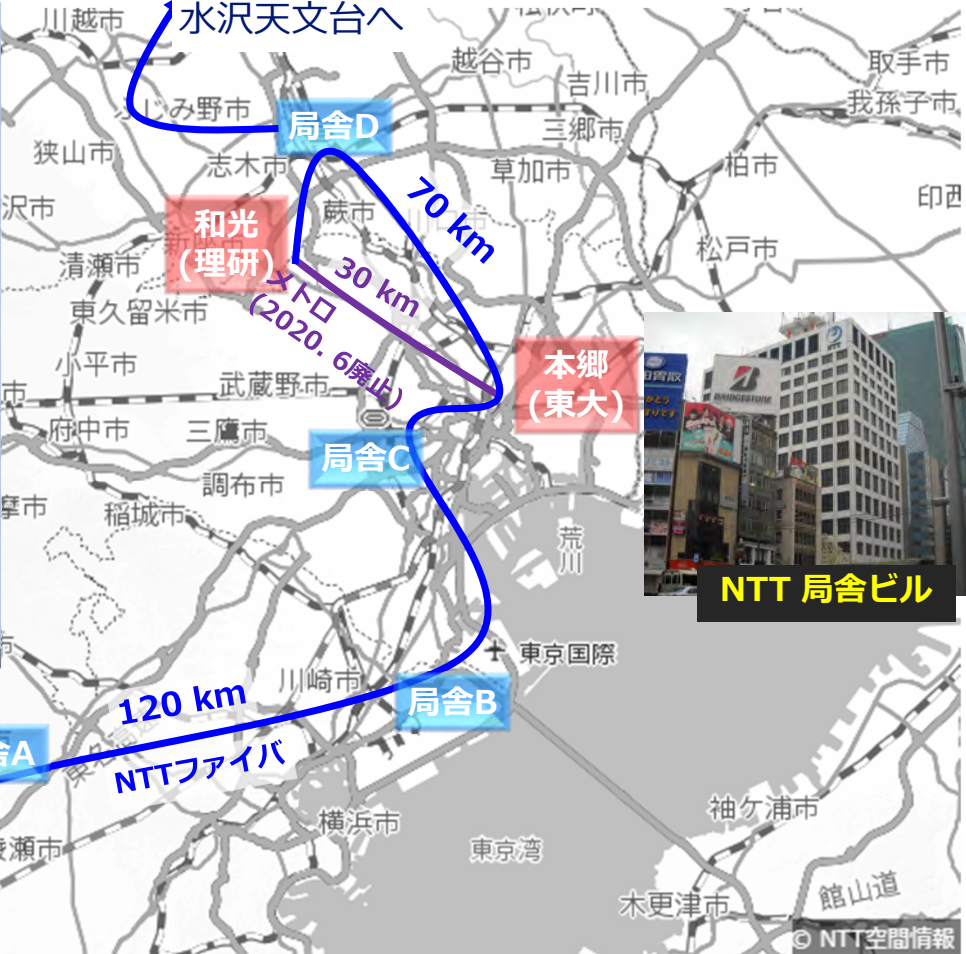 水沢天文台へ
川越市
越谷市
取手市
吉川市
我孫子市
ふじみ野市
局舎D
三郷市
狭山市
志木市
草加市
柏市
沢市
蕨市
70 km
和光
(理研)
清瀬市
松戸市
30 km
メトロ
(2020. 6廃止)
東久留米市
小平市
本郷
(東大)
市
武蔵野市
BRIDGESTONE
府中市
三鷹市
局舎C
調布市
摩市
稲城市
荒川
NTT 局舎ビル
東京国際
川崎市
120 km
局舎B
舎A
NTTファイバ
袖ケ浦市
横浜市
綾瀬市
東京湾
館山道
木更津市
© NTT空間情報